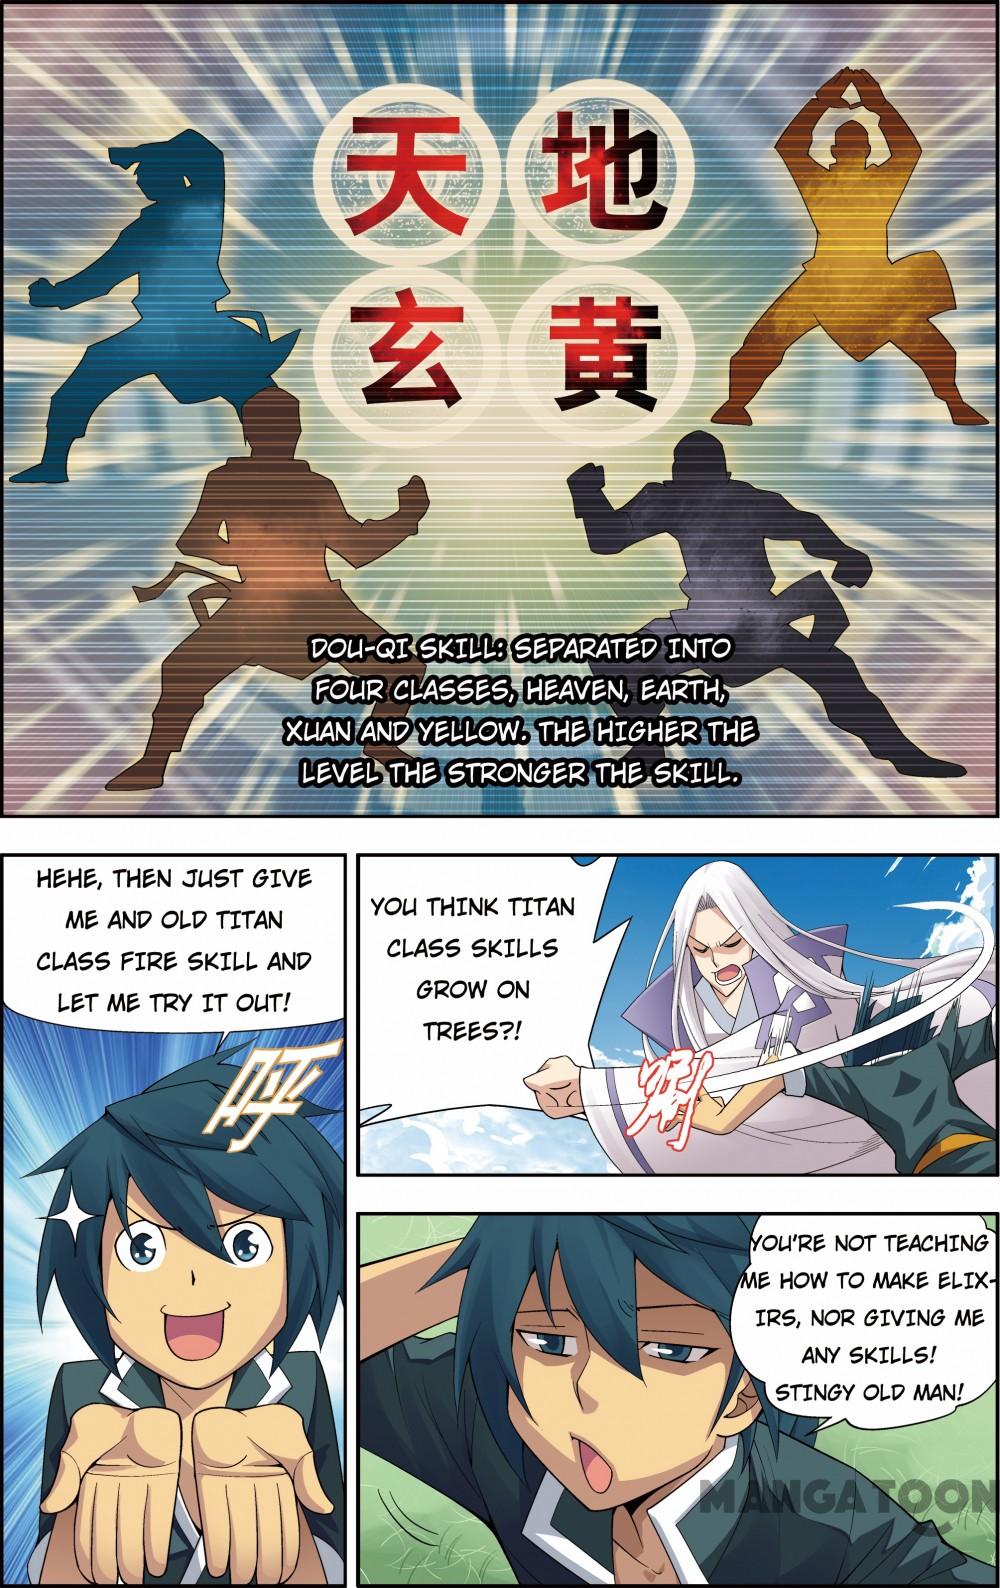 天 地
玄 黄
DOU-QI SKILL: SEPARATED INTO
FOUR CLASSES, HEAVEN, EARTH,
XUAN AND YELLOW. THE HIGHER THE
LEVEL THE STRONGER THE SKILL.
HEHE, THEN JUST GIVE
ME AND OLD TITAN
CLASS FIRE SKILL AND
LET ME TRY IT OUT!
呼
YOU THINK TITAN
CLASS SKILLS
GROW ON
TREES?!
唰
YOU'RE NOT TEACHING
ME HOW TO MAKE ELIX-
IRS, NOR GIVING ME
ANY SKILLS!
STINGY OLD MAN!
MANGATOON